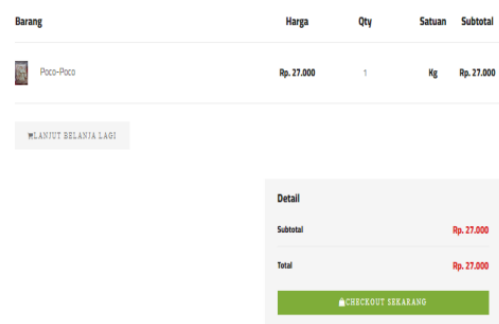 Barang Harga Qty Satuan Subtotal
Poco-Poco Rp. 27.000 1 Kg Rp. 27.000
LANJUT BELANJA LAGI
Detail
Subtotal Rp. 27.000
Total Rp. 27.000
CHECKOUT SEKARANG